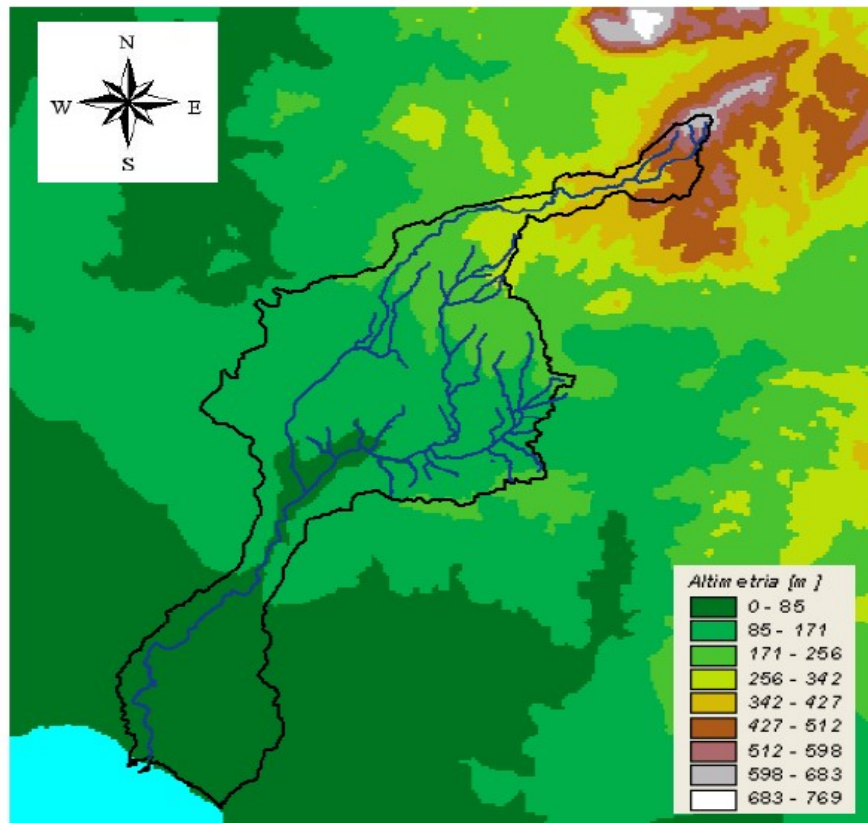 N
W E
S
Altimetria [m]
0 - 85
85 - 171
171 - 256
256 - 342
342 - 427
427 - 512
512 - 598
598 - 683
683 - 769